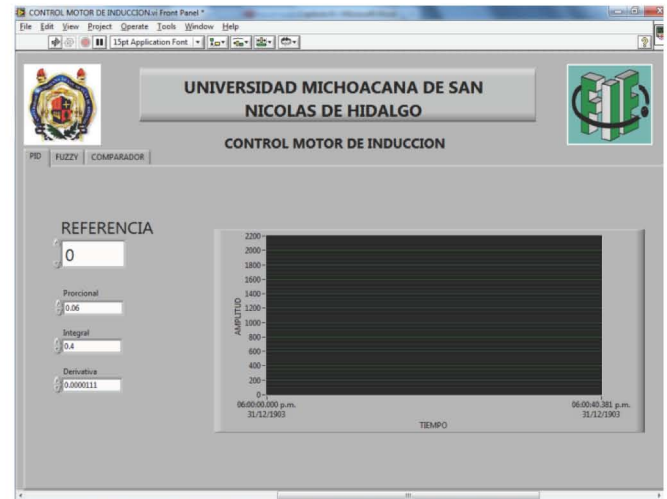 CONTROL MOTOR DE INDUCCION.vi Front Panel *
File Edit View Project Operate Tools Window Help
15pt Application Font
UNIVERSIDAD MICHOACANA DE SAN
NICOLAS DE HIDALGO
CONTROL MOTOR DE INDUCCION
PID FUZZY COMPARADOR
REFERENCIA
0
Prorcional
0.06
Integral
0.4
Derivativa
0.0000111
AMPLITUD
2200
2000
1800
1600
1400
1200
1000
800
600
400
200
0
06:00:00.000 p.m.
31/12/1903
06:00:40.381 p.m.
31/12/1903
TIEMPO